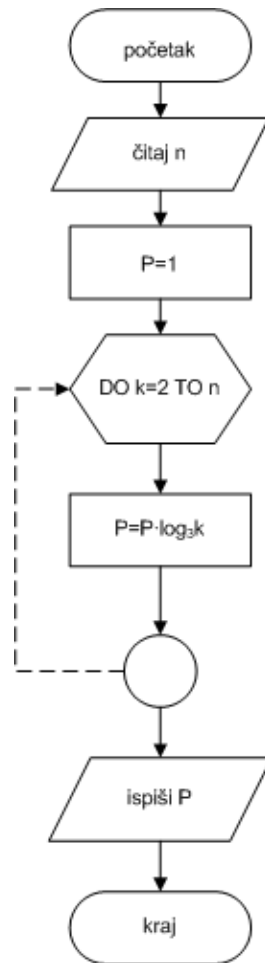 početak
čitaj n
P=1
DO k=2 TO n
P=P·log₃k
ispiši P
kraj